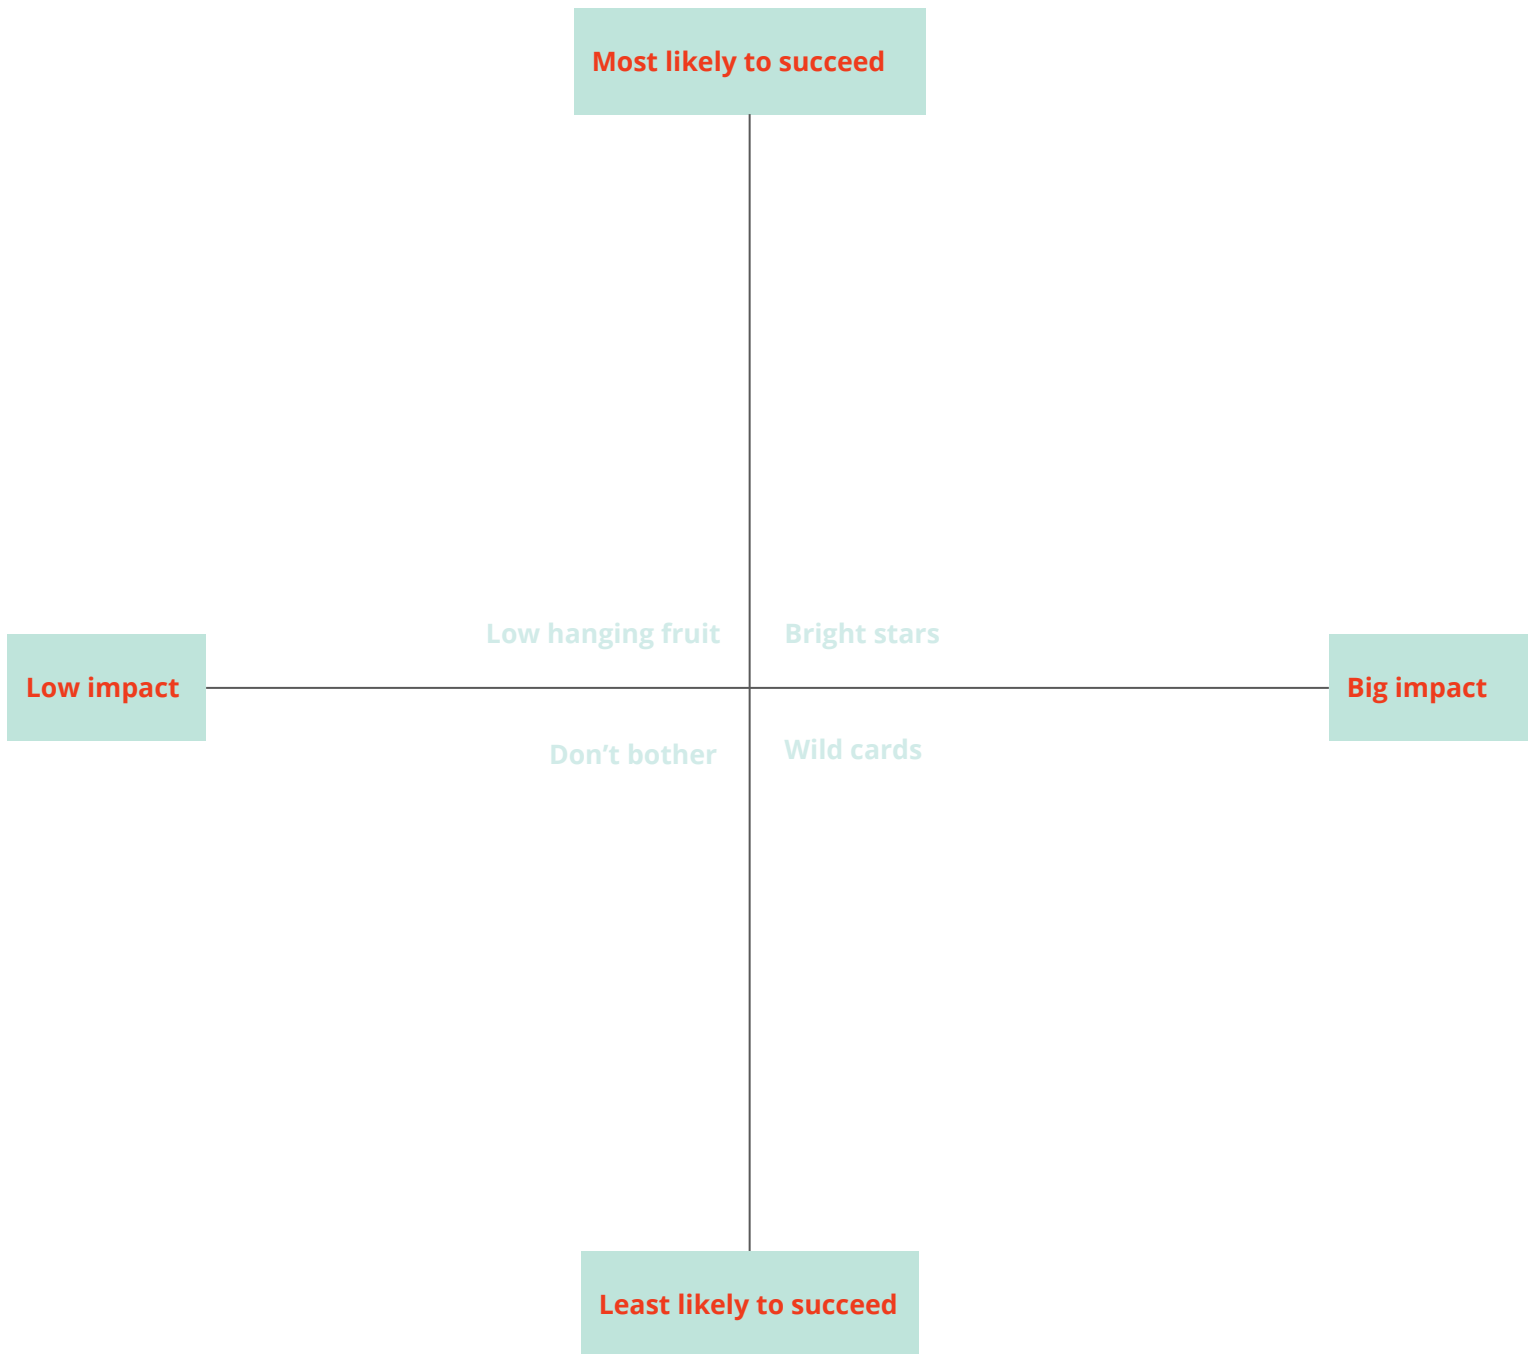 Most likely to succeed
Low hanging fruit
Bright stars
Low impact
Big impact
Don’t bother
Wild cards
Least likely to succeed